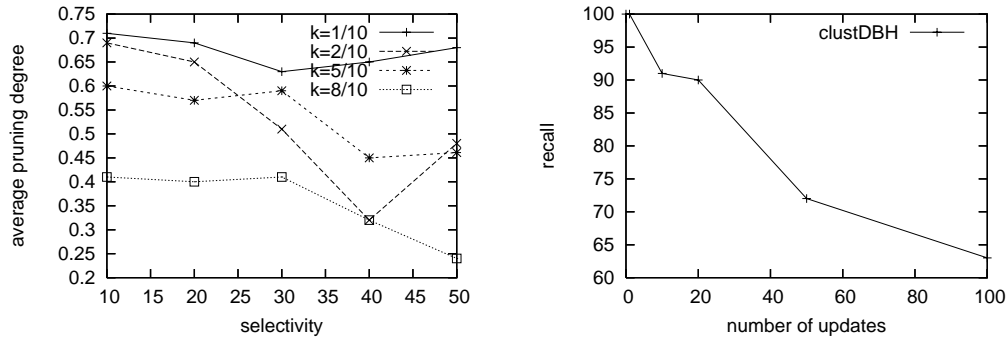 0.75
0.7
0.65
0.6
0.55
0.5
0.45
0.4
0.35
0.3
0.25
0.2
average pruning degree
10 15 20 25 30 35 40 45 50
selectivity
k=1/10
k=2/10
k=5/10
k=8/10
100
95
90
85
80
75
70
65
60
recall
0 20 40 60 80 100
number of updates
clustDBH